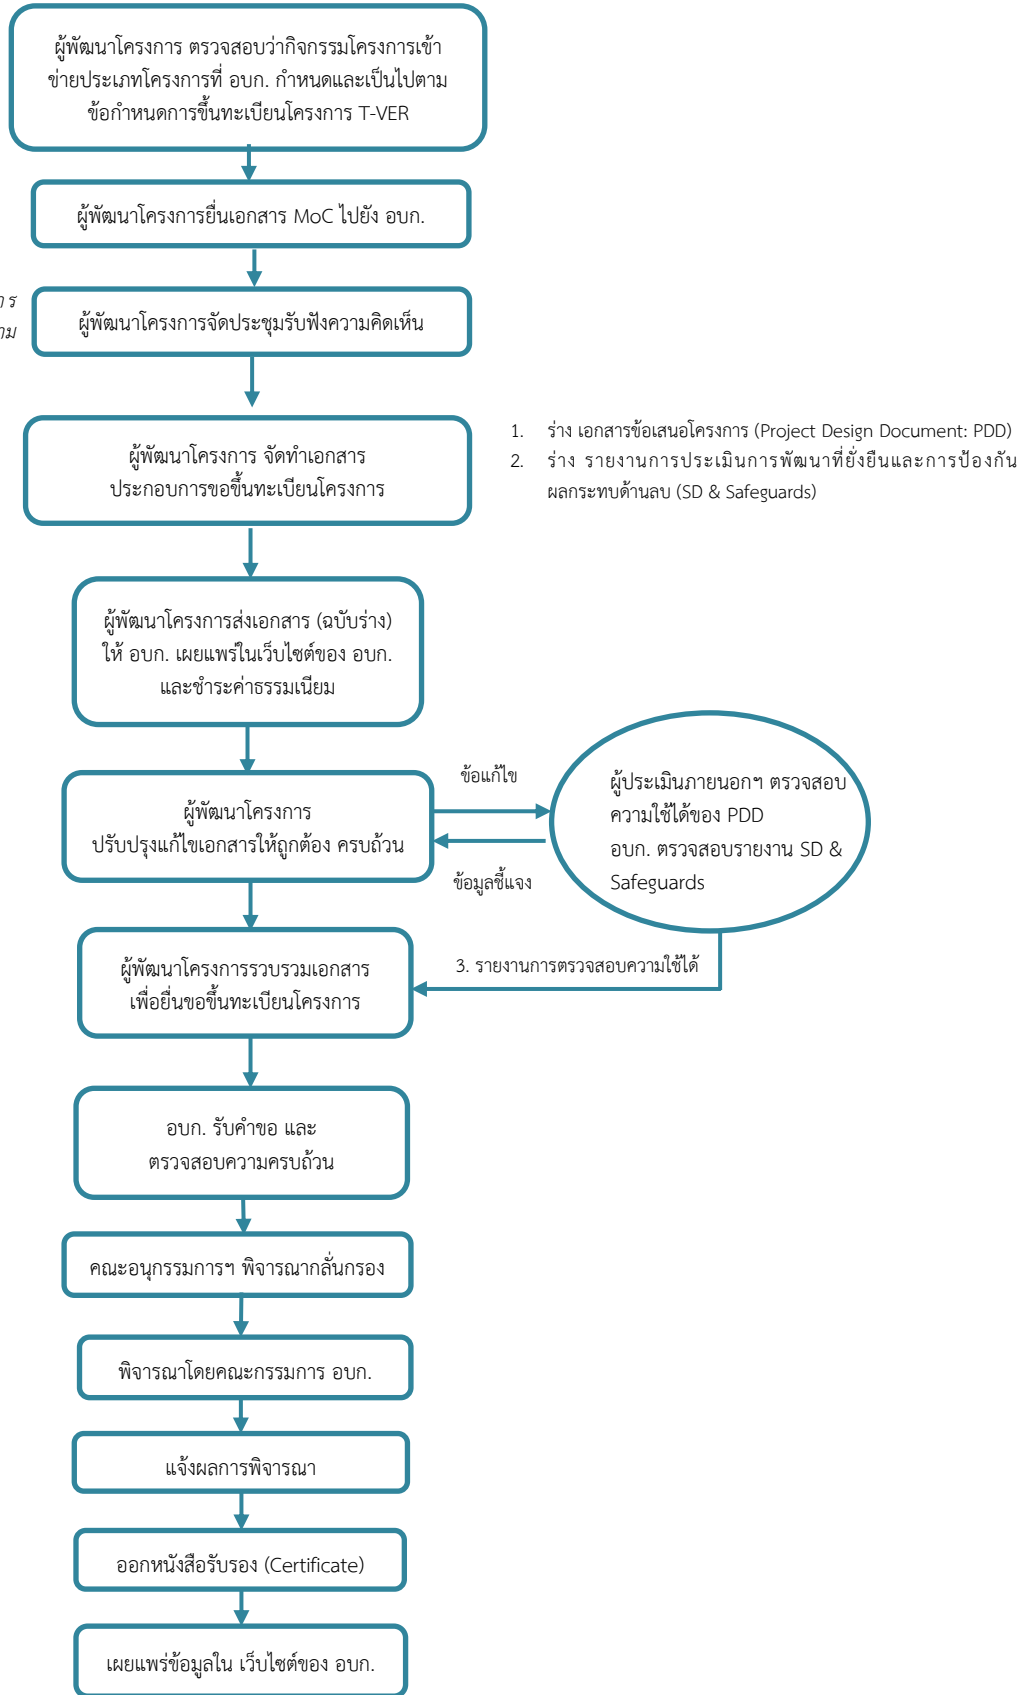 ผู้พัฒนาโครงการ ตรวจสอบว่ากิจกรรมโครงการเข้า
ข่ายประเภทโครงการที่ อบก. กำหนดและเป็นไปตาม
ข้อกำหนดการขึ้นทะเบียนโครงการ T-VER
ผู้พัฒนาโครงการยื่นเอกสาร MoC ไปยัง อบก.
ผู้พัฒนาโครงการจัดประชุมรับฟังความคิดเห็น
ผู้พัฒนาโครงการ จัดทำเอกสาร
ประกอบการขอขึ้นทะเบียนโครงการ
1. ร่าง เอกสารข้อเสนอโครงการ (Project Design Document: PDD)
2. ร่าง รายงานการประเมินการพัฒนาที่ยั่งยืนและการป้องกัน
ผลกระทบด้านลบ (SD & Safeguards)
ผู้พัฒนาโครงการส่งเอกสาร (ฉบับร่าง)
ให้ อบก. เผยแพร่ในเว็บไซต์ของ อบก.
และชำระค่าธรรมเนียม
ผู้พัฒนาโครงการ
ปรับปรุงแก้ไขเอกสารให้ถูกต้อง ครบถ้วน
ข้อแก้ไข
ข้อมูลชี้แจง
ผู้ประเมินภายนอกฯ ตรวจสอบ
ความใช้ได้ของ PDD
อบก. ตรวจสอบรายงาน SD &
Safeguards
3. รายงานการตรวจสอบความใช้ได้
ผู้พัฒนาโครงการรวบรวมเอกสาร
เพื่อยื่นขอขึ้นทะเบียนโครงการ
อบก. รับคำขอ และ
ตรวจสอบความครบถ้วน
คณะอนุกรรมการฯ พิจารณากลั่นกรอง
พิจารณาโดยคณะกรรมการ อบก.
แจ้งผลการพิจารณา
ออกหนังสือรับรอง (Certificate)
เผยแพร่ข้อมูลใน เว็บไซต์ของ อบก.